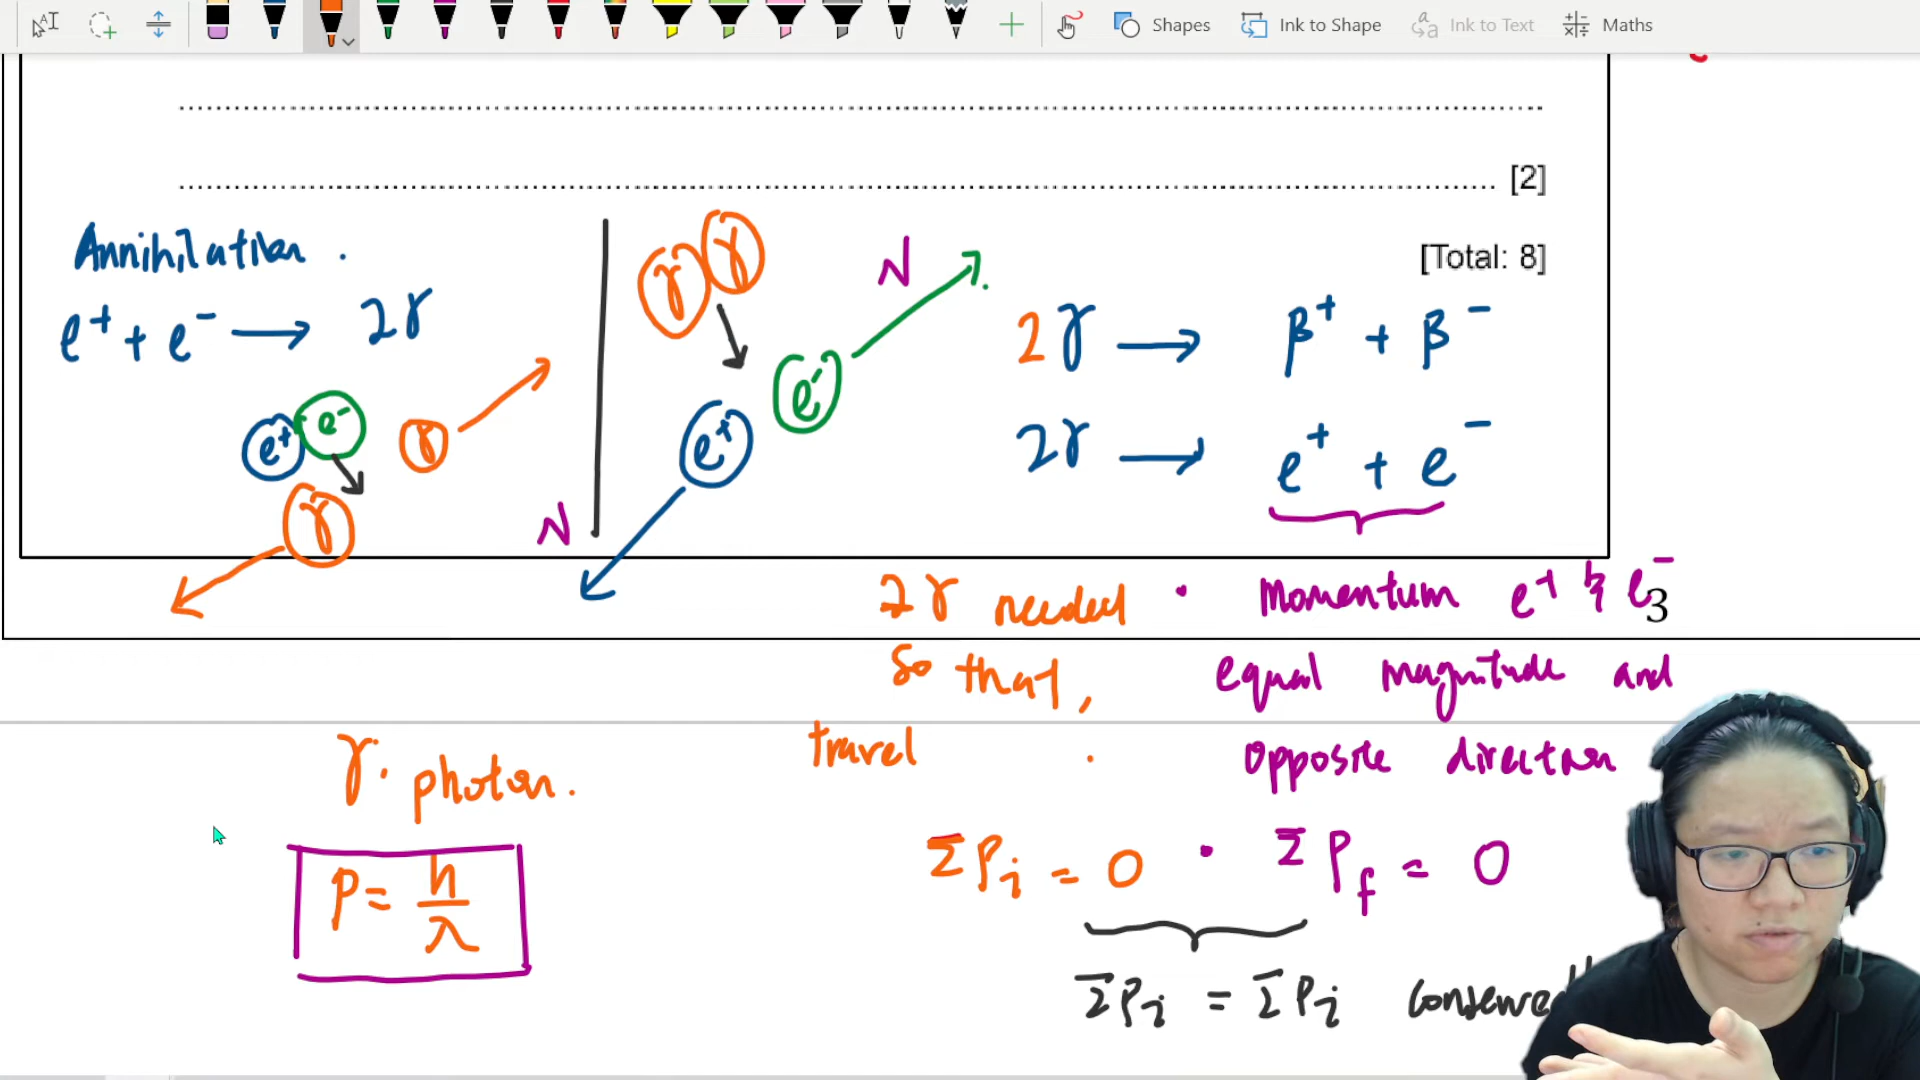 Shapes
Ink to Shape
Ink to Text
Maths
[2]
[Total: 8]
Annihilation.
e⁺ + e⁻ → 2γ
e⁺ e⁻
γ
γ
N
γ γ
N
e⁻
e⁺
2γ → β⁺ + β⁻
2γ → e⁺ + e⁻
3
2γ needed
so that,
travel
• Momentum e⁺ & e⁻
equal magnitude and
opposite direction
γ. photon.
p = h/λ
Σpᵢ = 0 • Σp_f = 0
Σpᵢ = Σpᵢ